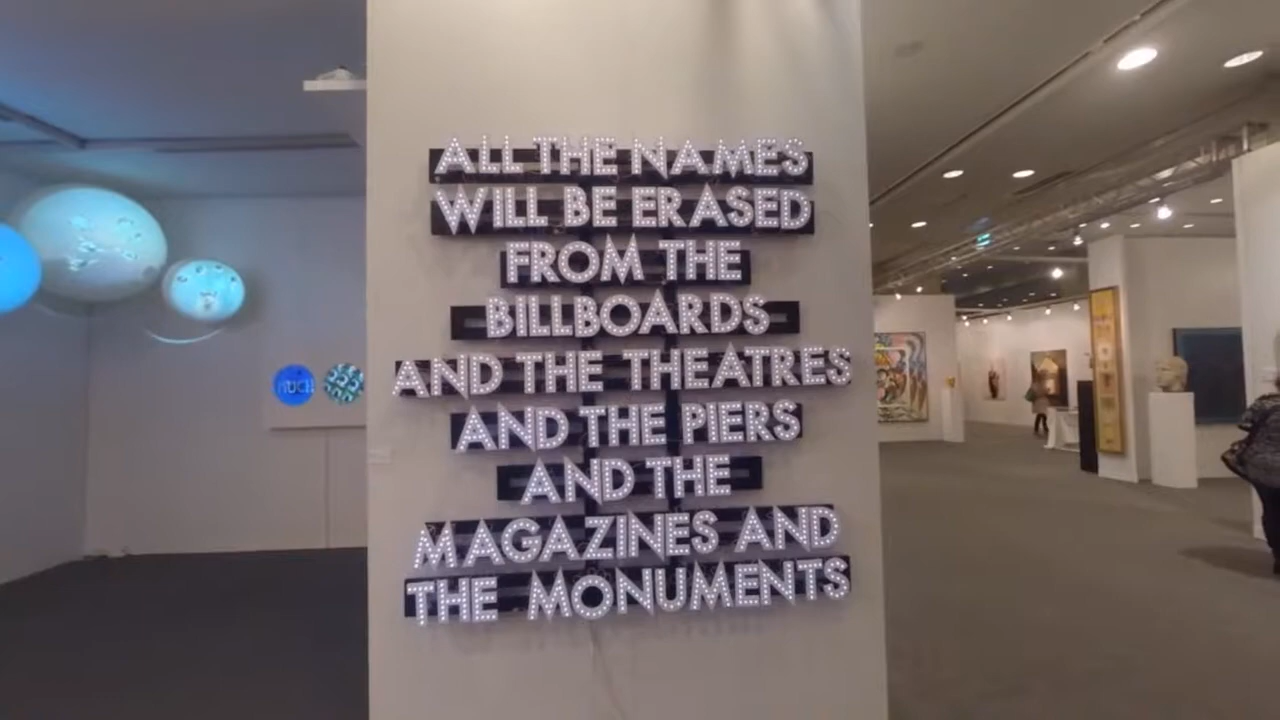 ALL THE NAMES
WILL BE ERASED
FROM THE
BILLBOARDS
AND THE THEATRES
AND THE PIERS
AND THE
MAGAZINES AND
THE MONUMENTS